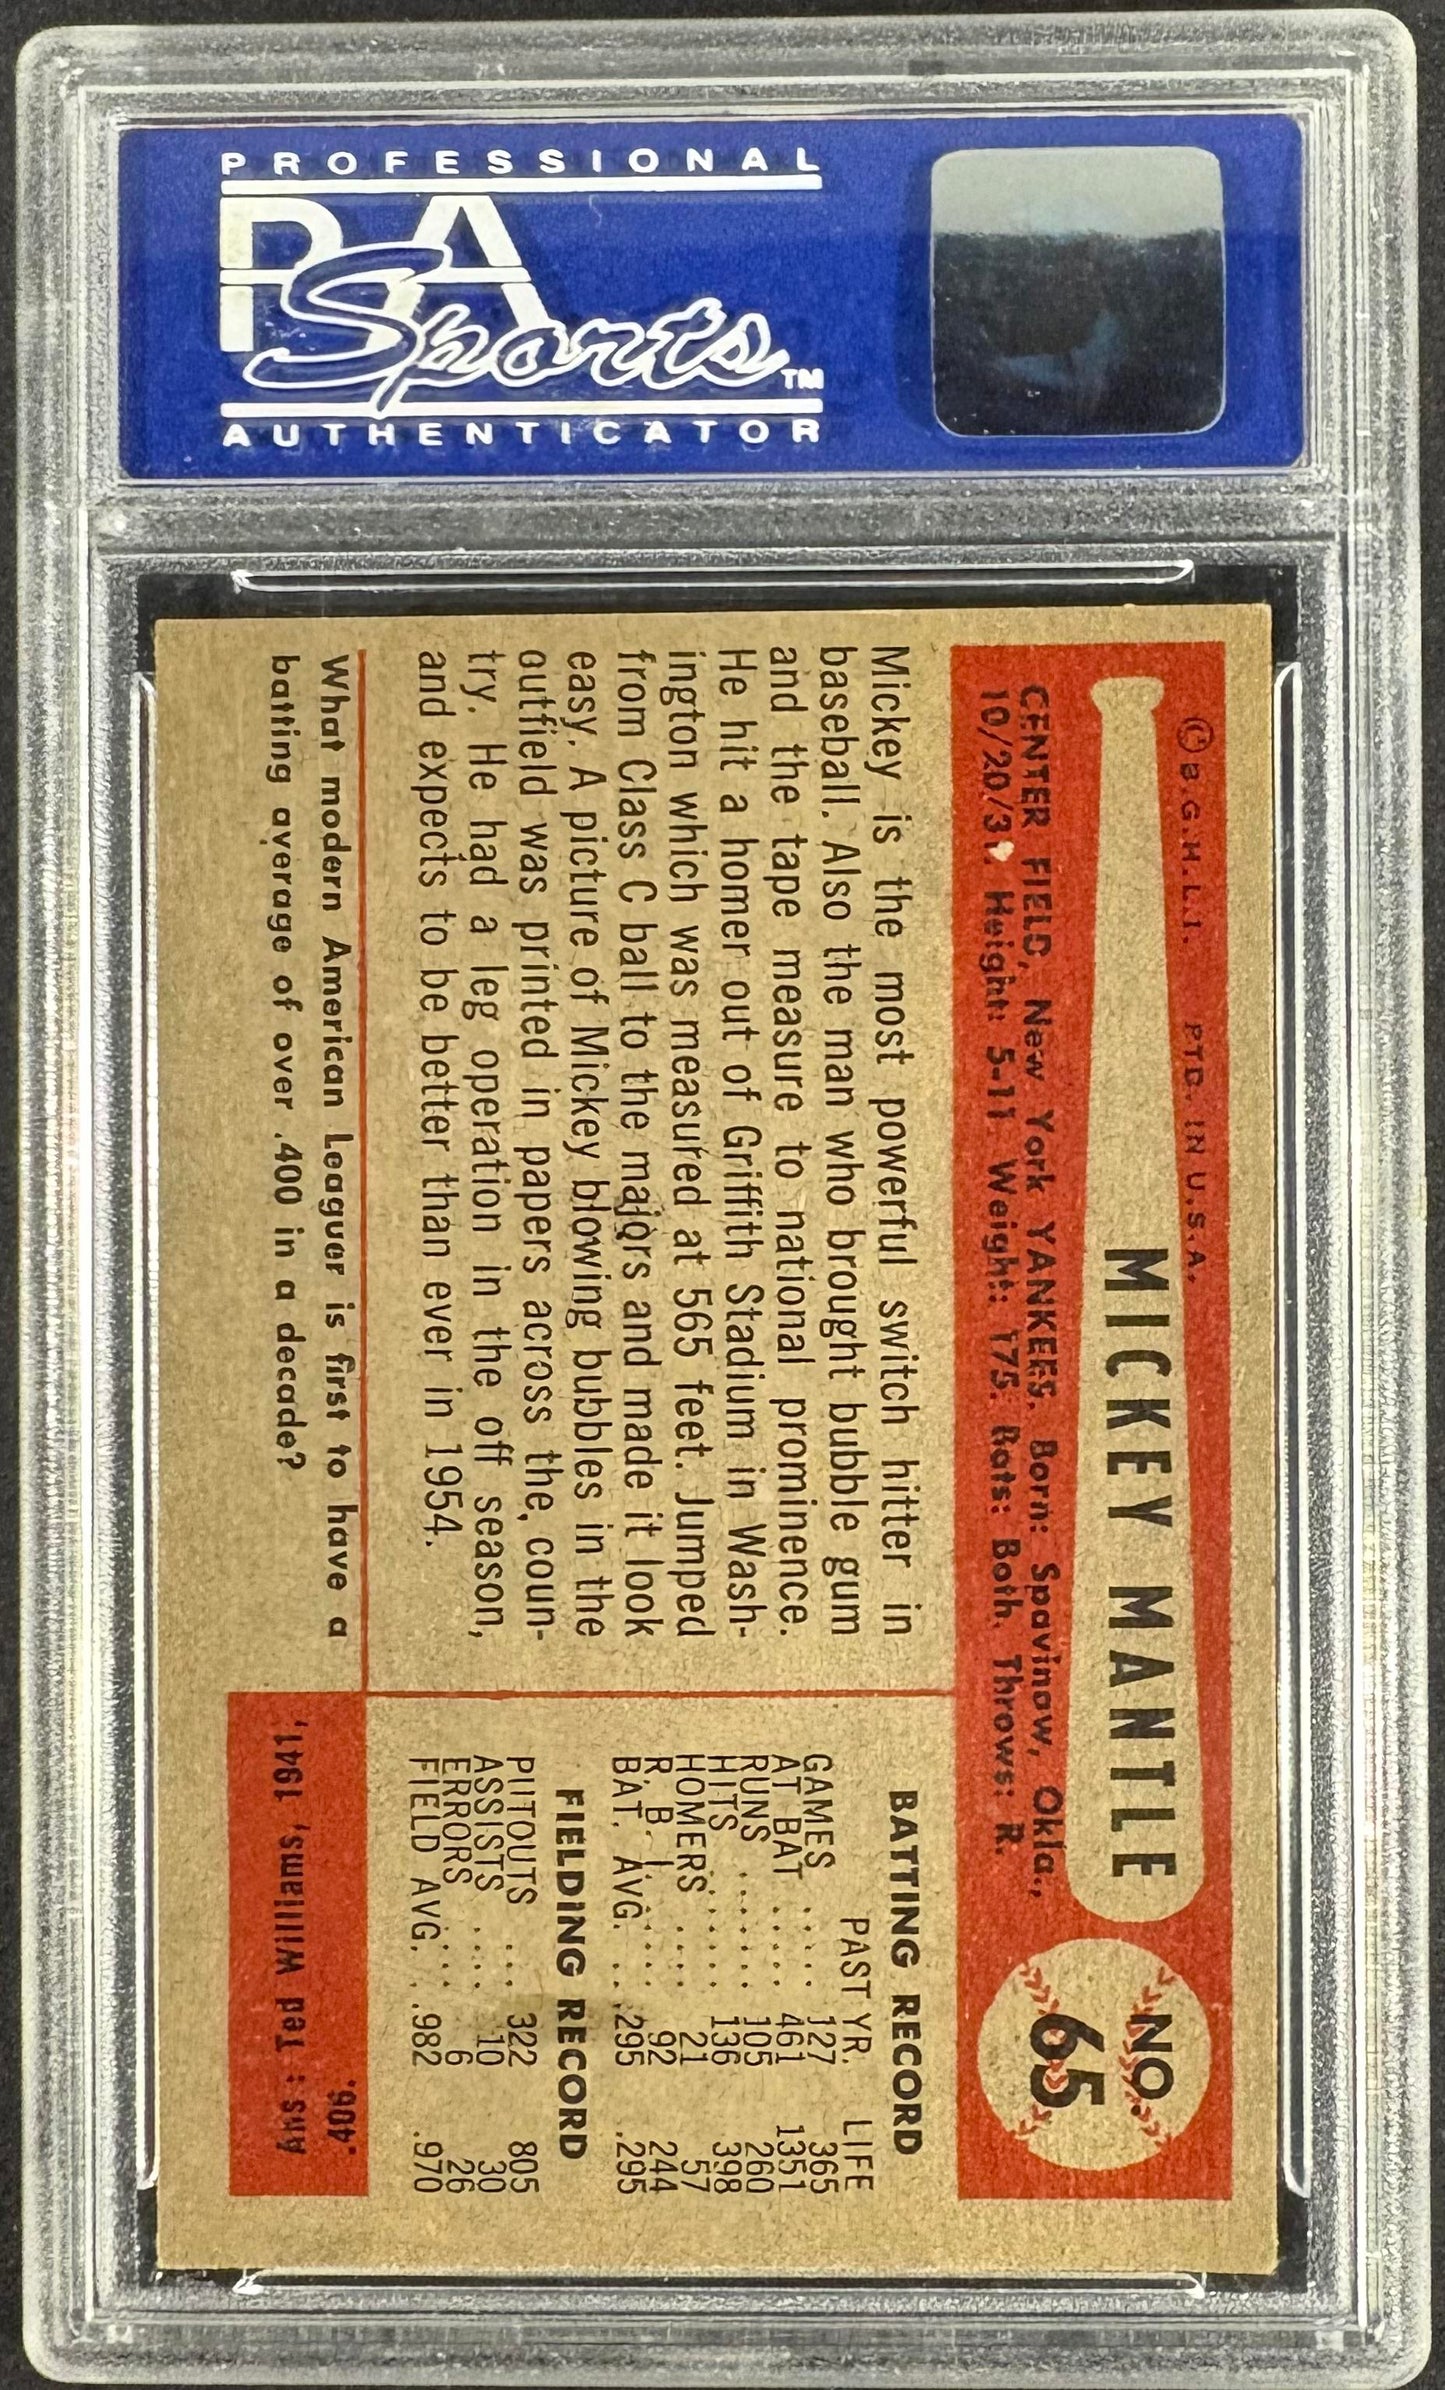 PROFESSIONAL
PSA
Sports™
AUTHENTICATOR
© B.G.H.L.I. PTD. IN U.S.A.
MICKEY MANTLE
NO.
65
CENTER FIELD, New York YANKEES. Born: Spavinaw, Okla.,
10/20/31. Height: 5-11 Weight: 175. Bats: Both. Throws: R.
Mickey is the most powerful switch hitter in
baseball. Also the man who brought bubble gum
and the tape measure to national prominence.
He hit a homer out of Griffith Stadium in Wash-
ington which was measured at 565 feet. Jumped
from Class C ball to the majors and made it look
easy. A picture of Mickey blowing bubbles in the
outfield was printed in papers across the coun-
try. He had a leg operation in the off season,
and expects to be better than ever in 1954.
BATTING RECORD
PAST YR. LIFE
GAMES .... 127 365
AT BAT ..... 461 1351
RUNS ....... 105 260
HITS ....... 136 398
HOMERS .... 21 57
R. B. I. ..... 92 244
BAT. AVG. .. .295 .295
FIELDING RECORD
PUTOUTS ... 322 805
ASSISTS .... 10 30
ERRORS .... 6 26
FIELD AVG. . .982 .970
What modern American Leaguer is first to have a
batting average of over .400 in a decade?
Ans: Ted Williams, 1941,
.406.